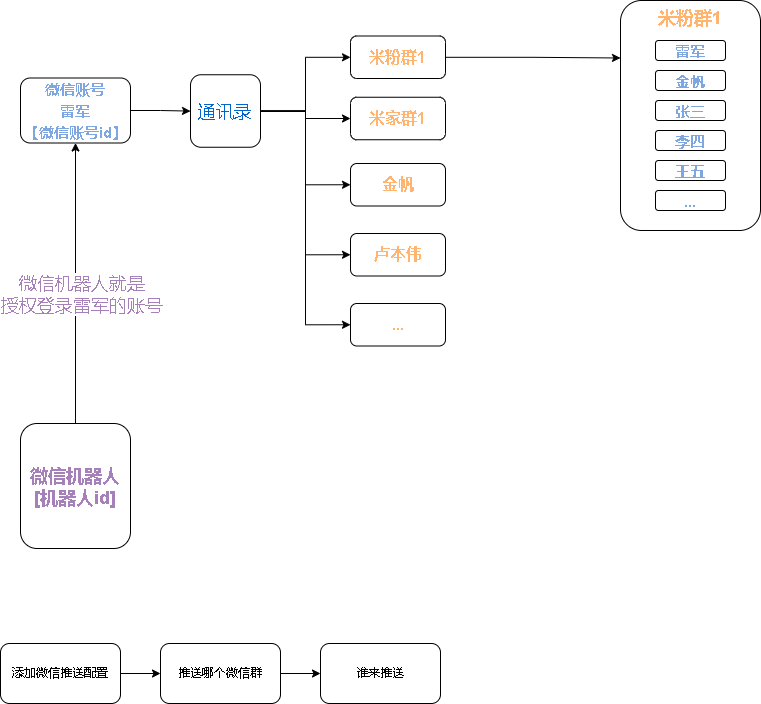 米粉群1
雷军
金帆
张三
李四
王五
...
微信账号
雷军
【微信账号id】
通讯录
米粉群1
米家群1
金帆
卢本伟
...
微信机器人就是
授权登录雷军的账号
微信机器人
[机器人id]
添加微信推送配置
推送哪个微信群
谁来推送